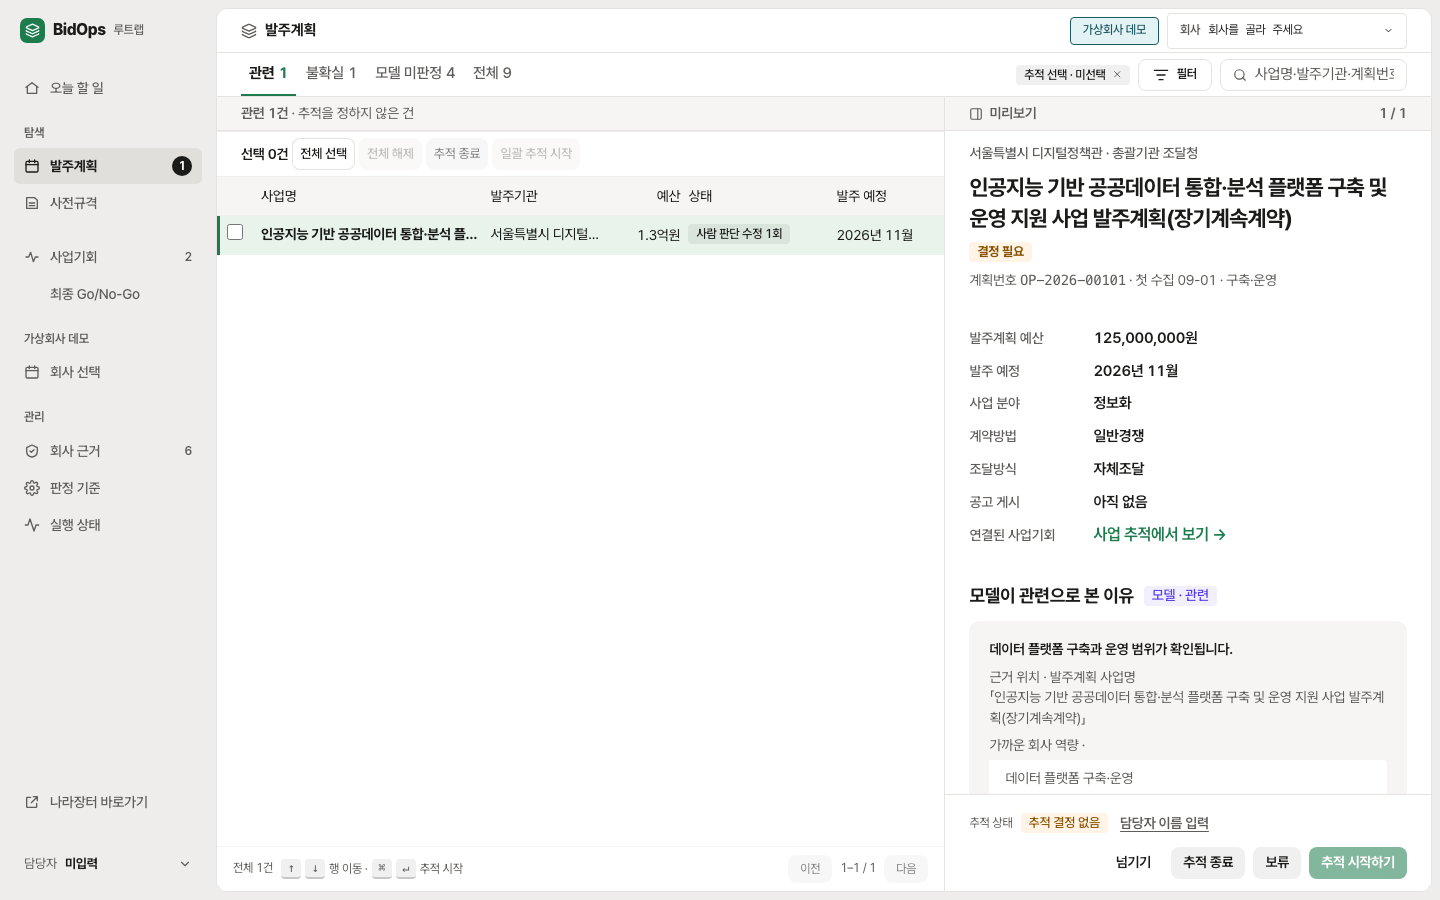 BidOps 루트랩
오늘 할 일
탐색
발주계획 1
사전규격
사업기회 2
최종 Go/No-Go
가상회사 데모
회사 선택
관리
회사 근거 6
판정 기준
실행 상태
나라장터 바로가기
담당자 미입력
발주계획
가상회사 데모
회사 회사를 골라 주세요
관련 1 불확실 1 모델 미판정 4 전체 9
추적 선택 · 미선택 ×
필터
사업명·발주기관·계획번호
관련 1건 · 추적을 정하지 않은 건
선택 0건 전체 선택 전체 해제 추적 종료 일괄 추적 시작
사업명 발주기관 예산 상태 발주 예정
인공지능 기반 공공데이터 통합·분석 플… 서울특별시 디지털… 1.3억원 사람 판단 수정 1회 2026년 11월
전체 1건 ↑ ↓ 행 이동 · ⌘ ↵ 추적 시작
이전 1–1 / 1 다음
미리보기 1 / 1
서울특별시 디지털정책관 · 총괄기관 조달청
인공지능 기반 공공데이터 통합·분석 플랫폼 구축 및
운영 지원 사업 발주계획(장기계속계약)
결정 필요
계획번호 OP-2026-00101 · 첫 수집 09-01 · 구축·운영
발주계획 예산 125,000,000원
발주 예정 2026년 11월
사업 분야 정보화
계약방법 일반경쟁
조달방식 자체조달
공고 게시 아직 없음
연결된 사업기회 사업 추적에서 보기 →
모델이 관련으로 본 이유 모델 · 관련
데이터 플랫폼 구축과 운영 범위가 확인됩니다.
근거 위치 · 발주계획 사업명
「인공지능 기반 공공데이터 통합·분석 플랫폼 구축 및 운영 지원 사업 발주계
획(장기계속계약)」
가까운 회사 역량 ·
데이터 플랫폼 구축·운영
추적 상태 추적 결정 없음 담당자 이름 입력
넘기기 추적 종료 보류 추적 시작하기